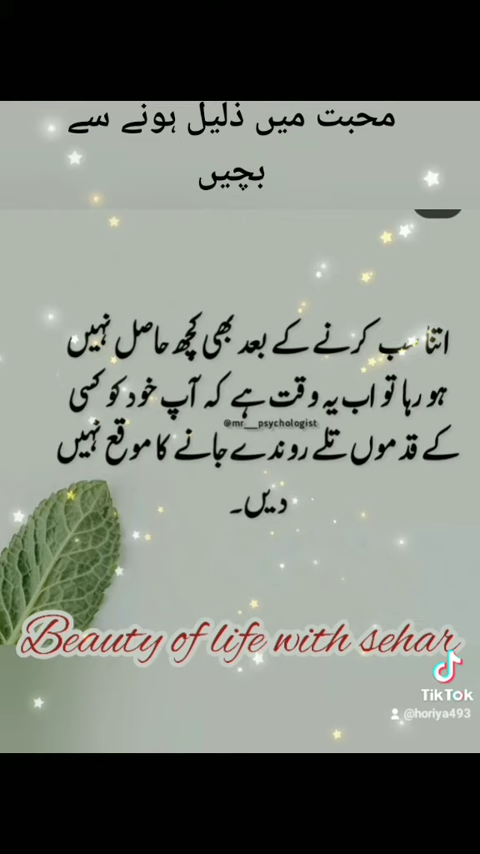 محبت میں ذلیل ہونے سے
بچیں
اتنا سب کرنے کے بعد بھی کچھ حاصل نہیں
ہو رہا تو اب یہ وقت ہے کہ آپ خود کو کسی
@mr__psychologist
کے قدموں تلے روندے جانے کا موقع نہیں
دیں۔
Beauty of life with sehar
TikTok
@horiya493